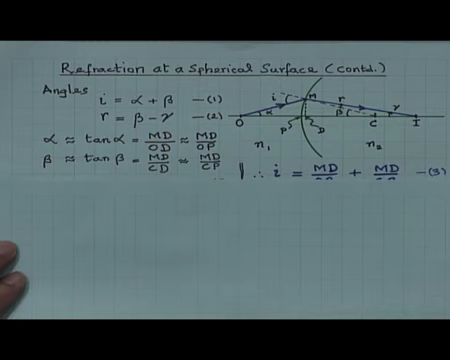 Refraction at a Spherical Surface (contd.)
Angles
i = α + β —(1)
r = β − γ —(2)
α ≈ tan α = MD/OD ≈ MD/OP
β ≈ tan β = MD/CD ≈ MD/CP
i M r
O α β C γ I
P D
n₁ n₂
∴ i = MD + MD —(3)